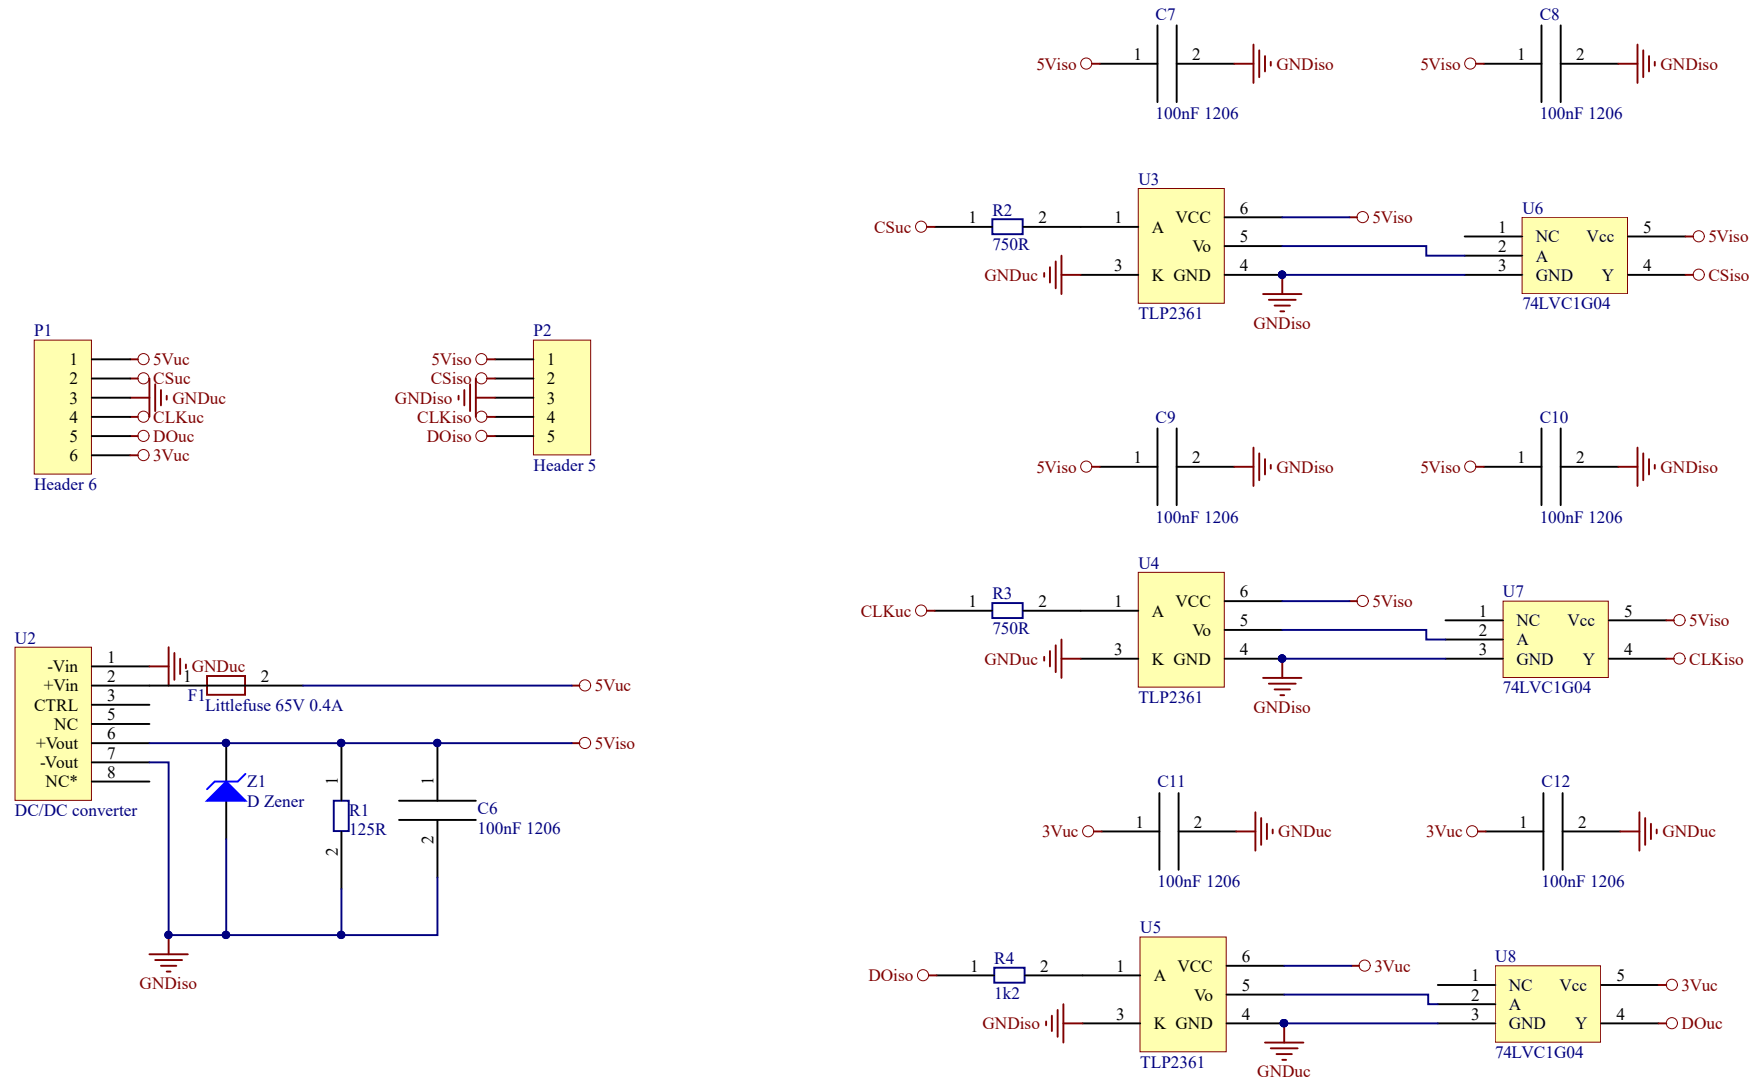 C7
5Viso 1 2 GNDiso
100nF 1206
C8
5Viso 1 2 GNDiso
100nF 1206
U3
CSuc 1 R2 2 1 A VCC 6 5Viso
750R
Vo 5
GNDuc 3 K GND 4
TLP2361
GNDiso
U6
1 NC Vcc 5 5Viso
2 A
3 GND Y 4 CSiso
74LVC1G04
P1
1 5Vuc
2 CSuc
3 GNDuc
4 CLKuc
5 DOuc
6 3Vuc
Header 6
P2
5Viso 1
CSiso 2
GNDiso 3
CLKiso 4
DOiso 5
Header 5
C9
5Viso 1 2 GNDiso
100nF 1206
C10
5Viso 1 2 GNDiso
100nF 1206
U4
CLKuc 1 R3 2 1 A VCC 6 5Viso
750R
Vo 5
GNDuc 3 K GND 4
TLP2361
GNDiso
U7
1 NC Vcc 5 5Viso
2 A
3 GND Y 4 CLKiso
74LVC1G04
U2
-Vin 1 GNDuc
+Vin 2 1 2 5Vuc
F1 Littlefuse 65V 0.4A
CTRL 3
NC 5
+Vout 6 5Viso
-Vout 7
NC* 8
DC/DC converter
Z1
D Zener
1 R1
125R
2
1 C6
100nF 1206
2
GNDiso
C11
3Vuc 1 2 GNDuc
100nF 1206
C12
3Vuc 1 2 GNDuc
100nF 1206
U5
DOiso 1 R4 2 1 A VCC 6 3Vuc
1k2
Vo 5
GNDiso 3 K GND 4
TLP2361
GNDuc
U8
1 NC Vcc 5 3Vuc
2 A
3 GND Y 4 DOuc
74LVC1G04